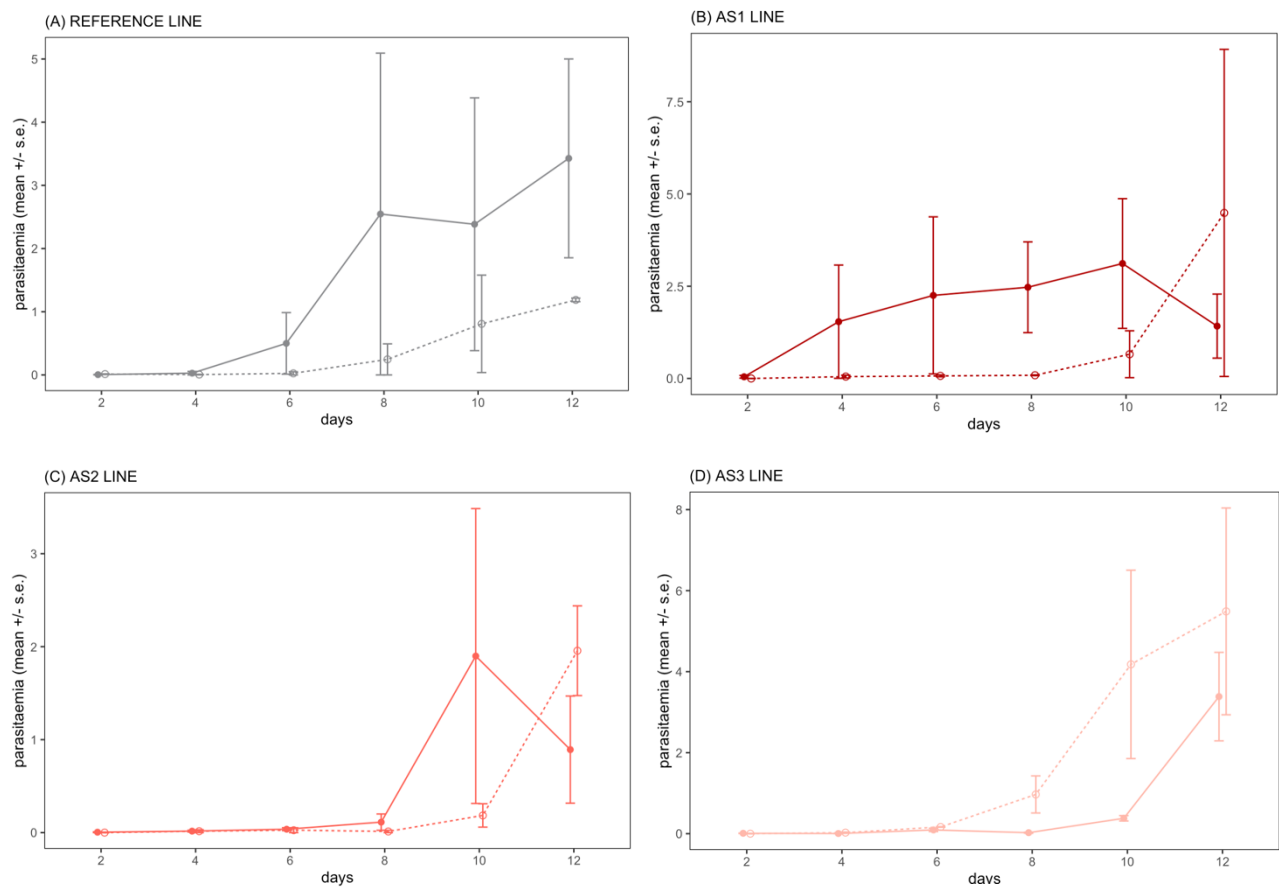 (A) REFERENCE LINE
parasitaemia (mean +/- s.e.)
5
4
3
2
1
0
2 4 6 8 10 12
days
(B) AS1 LINE
parasitaemia (mean +/- s.e.)
7.5
5.0
2.5
0.0
2 4 6 8 10 12
days
(C) AS2 LINE
parasitaemia (mean +/- s.e.)
3
2
1
0
2 4 6 8 10 12
days
(D) AS3 LINE
parasitaemia (mean +/- s.e.)
8
6
4
2
0
2 4 6 8 10 12
days